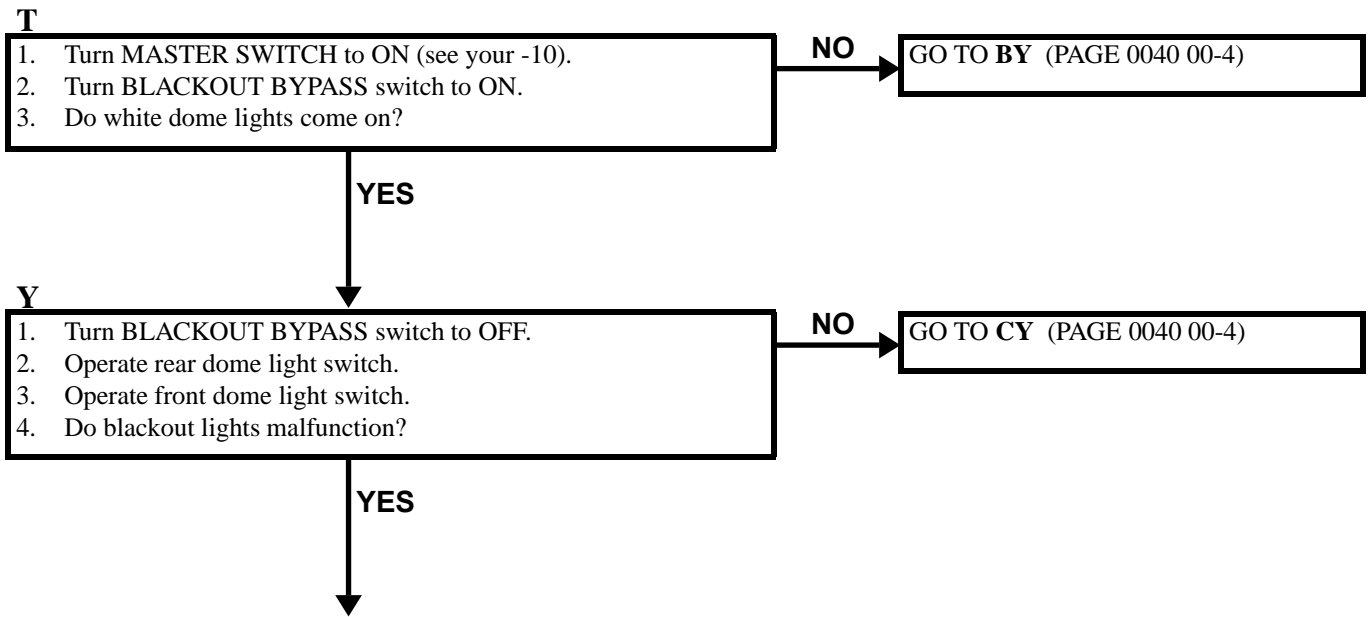 T
1. Turn MASTER SWITCH to ON (see your -10).
2. Turn BLACKOUT BYPASS switch to ON.
3. Do white dome lights come on?
NO
GO TO BY (PAGE 0040 00-4)
YES
Y
1. Turn BLACKOUT BYPASS switch to OFF.
2. Operate rear dome light switch.
3. Operate front dome light switch.
4. Do blackout lights malfunction?
NO
GO TO CY (PAGE 0040 00-4)
YES